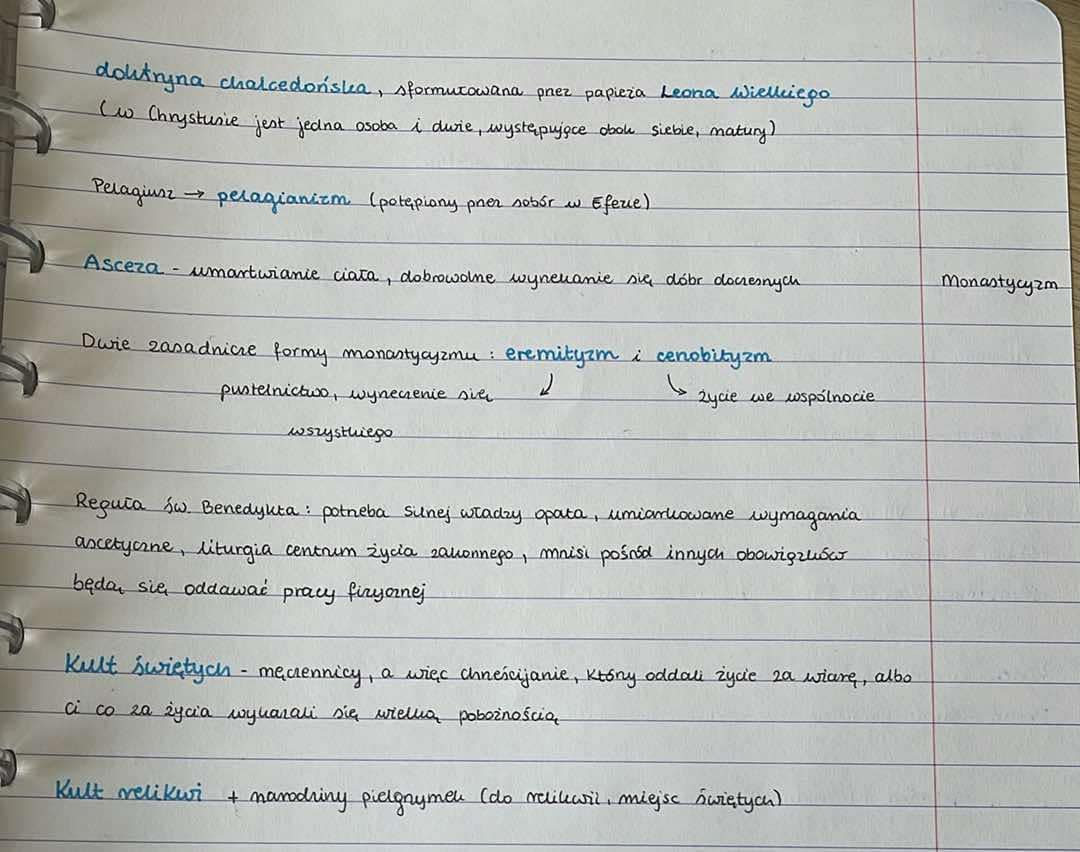 doktryna chalcedońska, sformułowana przez papieża Leona Wielkiego
(w Chrystusie jest jedna osoba i dwie, występujące obok siebie, natury)
Pelagiusz → pelagianizm (potępiony przez sobór w Efezie)
Asceza - umartwianie ciała, dobrowolne wyrzekanie się dóbr doczesnych
Monastycyzm
Dwie zasadnicze formy monastycyzmu: eremityzm i cenobityzm
pustelnictwo, wyrzeczenie się ↙ ↘ życie we wspólnocie
wszystkiego
Reguła św. Benedykta: potrzeba silnej władzy opata, umiarkowane wymagania
ascetyczne, liturgia centrum życia zakonnego, mnisi pośród innych obowiązków
będą się oddawać pracy fizycznej
Kult świętych - męczennicy, a więc chrześcijanie, którzy oddali życie za wiarę, albo
ci co za życia wykazali się wielką pobożnością
Kult relikwi + narodziny pielgrzymek (do relikwii, miejsc świętych)